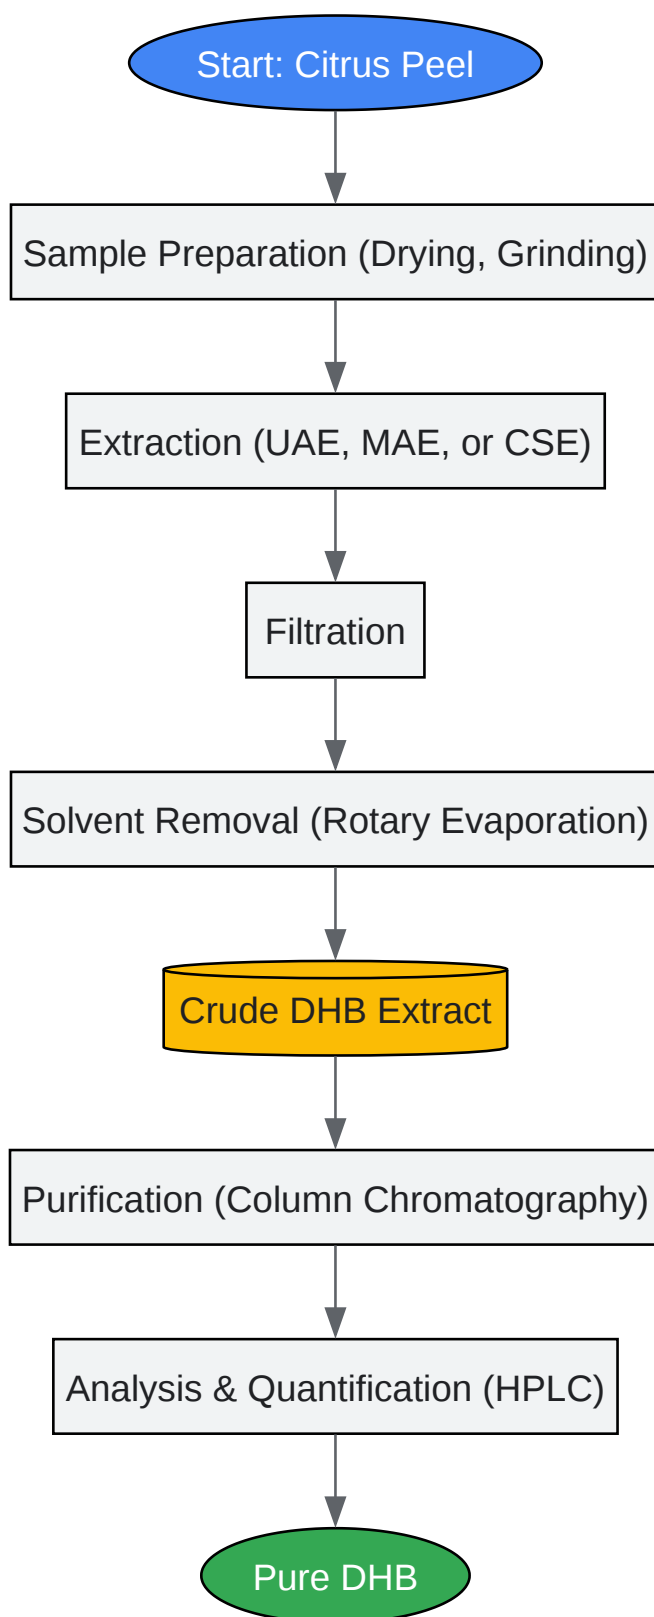 Start: Citrus Peel
Sample Preparation (Drying, Grinding)
Extraction (UAE, MAE, or CSE)
Filtration
Solvent Removal (Rotary Evaporation)
Crude DHB Extract
Purification (Column Chromatography)
Analysis & Quantification (HPLC)
Pure DHB